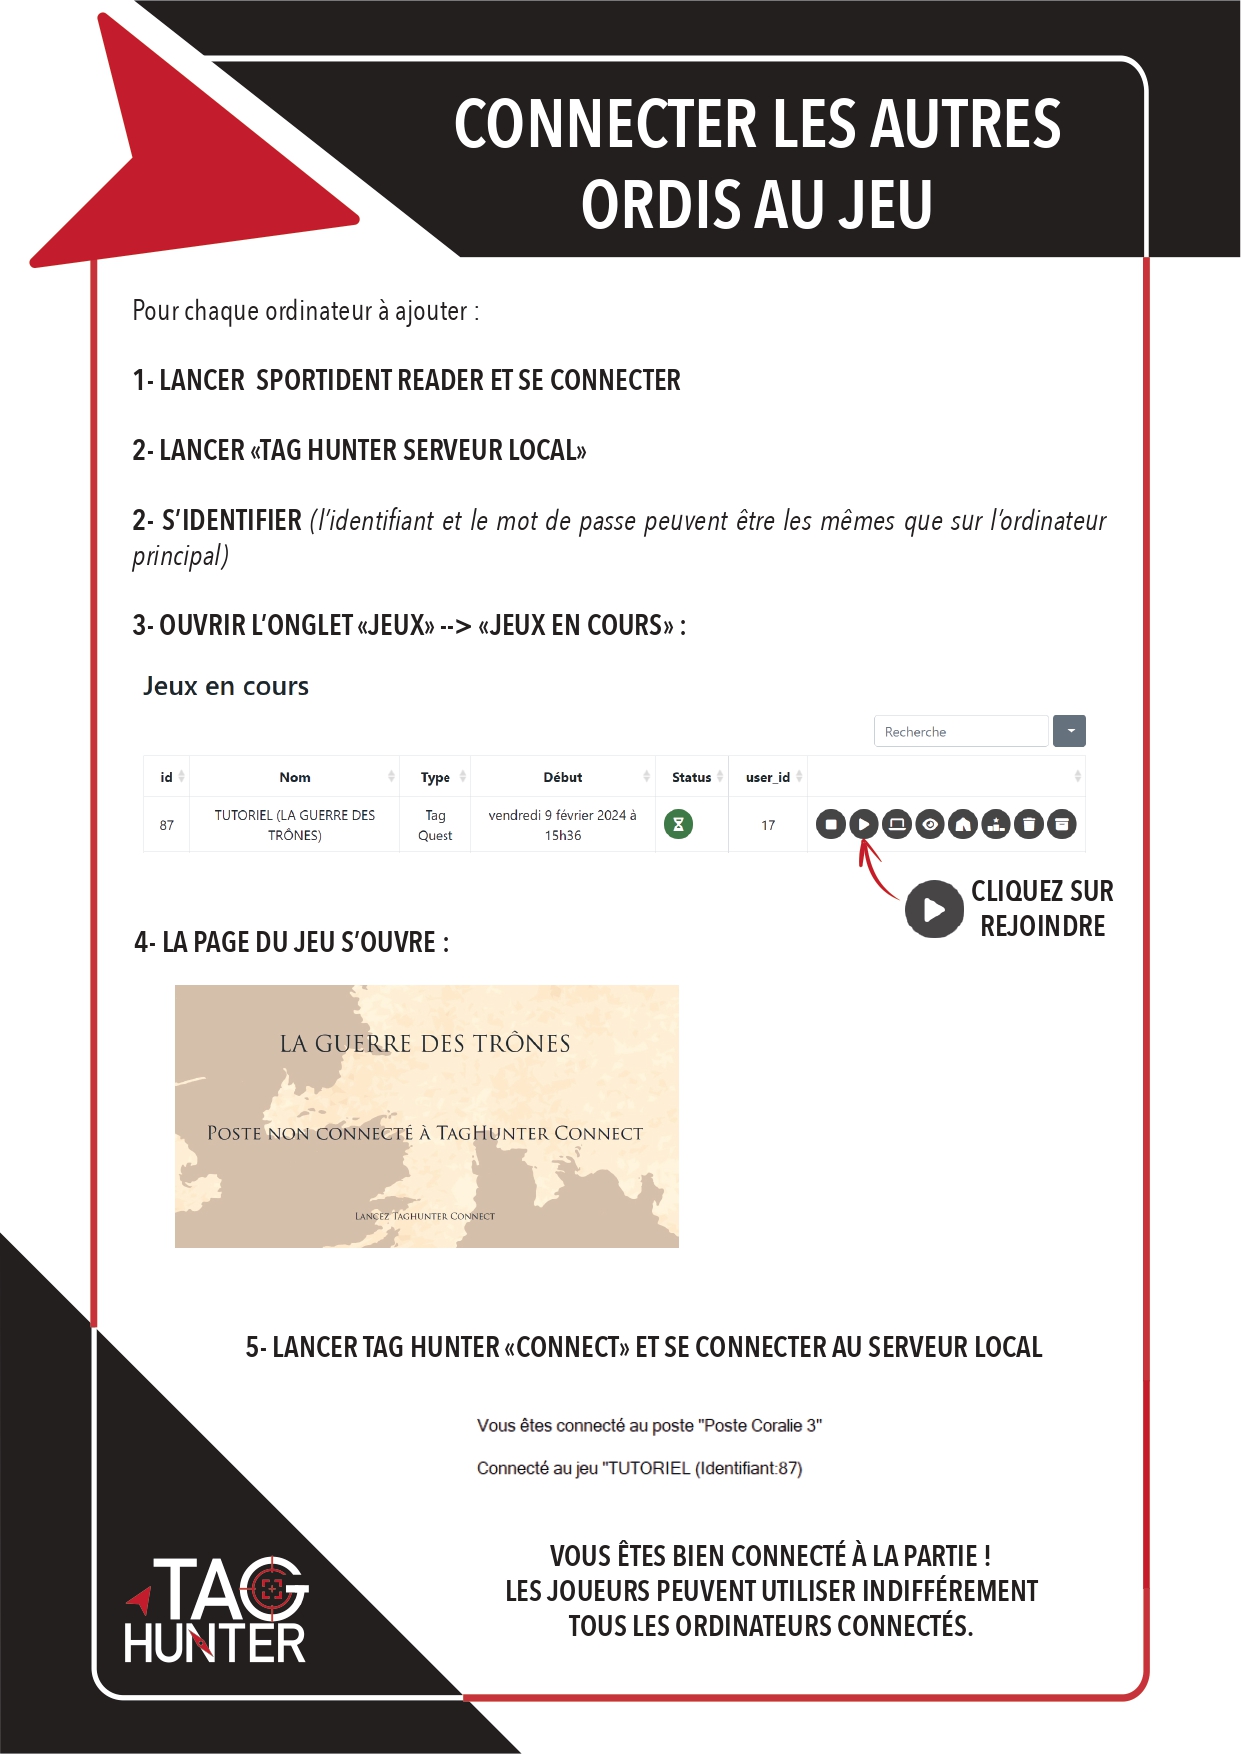 CONNECTER LES AUTRES
ORDIS AU JEU
Pour chaque ordinateur à ajouter :
1- LANCER  SPORTIDENT READER ET SE CONNECTER
2- LANCER «TAG HUNTER SERVEUR LOCAL»
2- S’IDENTIFIER (l’identifiant et le mot de passe peuvent être les mêmes que sur l’ordinateur
principal)
3- OUVRIR L’ONGLET «JEUX» --> «JEUX EN COURS» :
Jeux en cours
Recherche
id Nom Type Début Status user_id
87 TUTORIEL (LA GUERRE DES TRÔNES) Tag Quest vendredi 9 février 2024 à 15h36 17
CLIQUEZ SUR
REJOINDRE
4- LA PAGE DU JEU S’OUVRE :
LA GUERRE DES TRÔNES
POSTE NON CONNECTÉ À TAGHUNTER CONNECT
LANCEZ TAGHUNTER CONNECT
5- LANCER TAG HUNTER «CONNECT» ET SE CONNECTER AU SERVEUR LOCAL
Vous êtes connecté au poste "Poste Coralie 3"
Connecté au jeu "TUTORIEL (Identifiant:87)
VOUS ÊTES BIEN CONNECTÉ À LA PARTIE !
LES JOUEURS PEUVENT UTILISER INDIFFÉREMENT
TOUS LES ORDINATEURS CONNECTÉS.
TAG
HUNTER